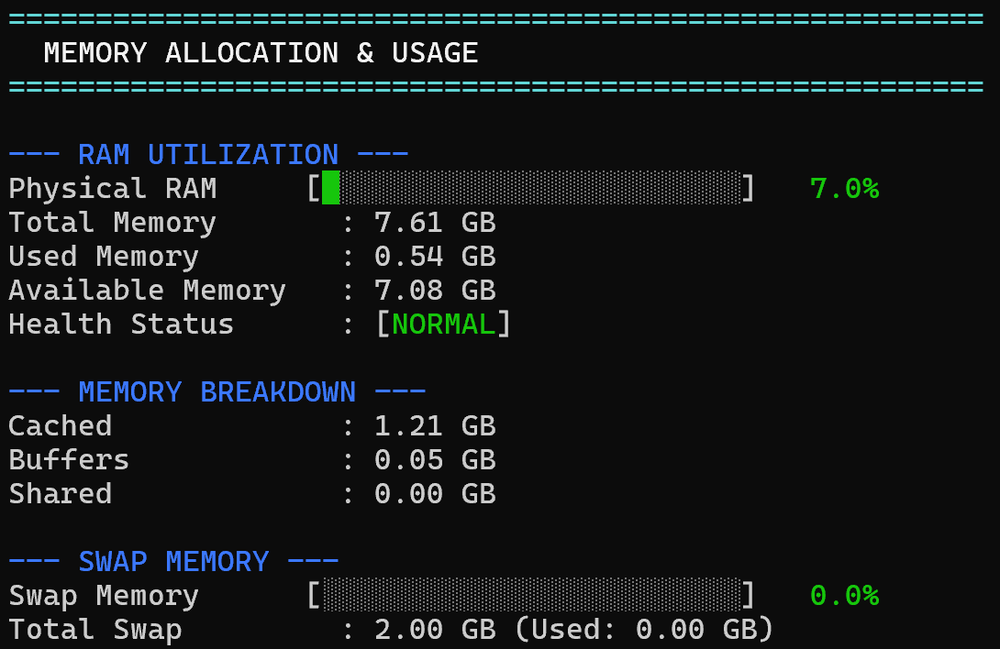 ========================================================
MEMORY ALLOCATION & USAGE
========================================================
--- RAM UTILIZATION ---
Physical RAM [█░░░░░░░░░░░░░░░░░░░░░░░] 7.0%
Total Memory : 7.61 GB
Used Memory : 0.54 GB
Available Memory : 7.08 GB
Health Status : [NORMAL]
--- MEMORY BREAKDOWN ---
Cached : 1.21 GB
Buffers : 0.05 GB
Shared : 0.00 GB
--- SWAP MEMORY ---
Swap Memory [░░░░░░░░░░░░░░░░░░░░░░░░] 0.0%
Total Swap : 2.00 GB (Used: 0.00 GB)